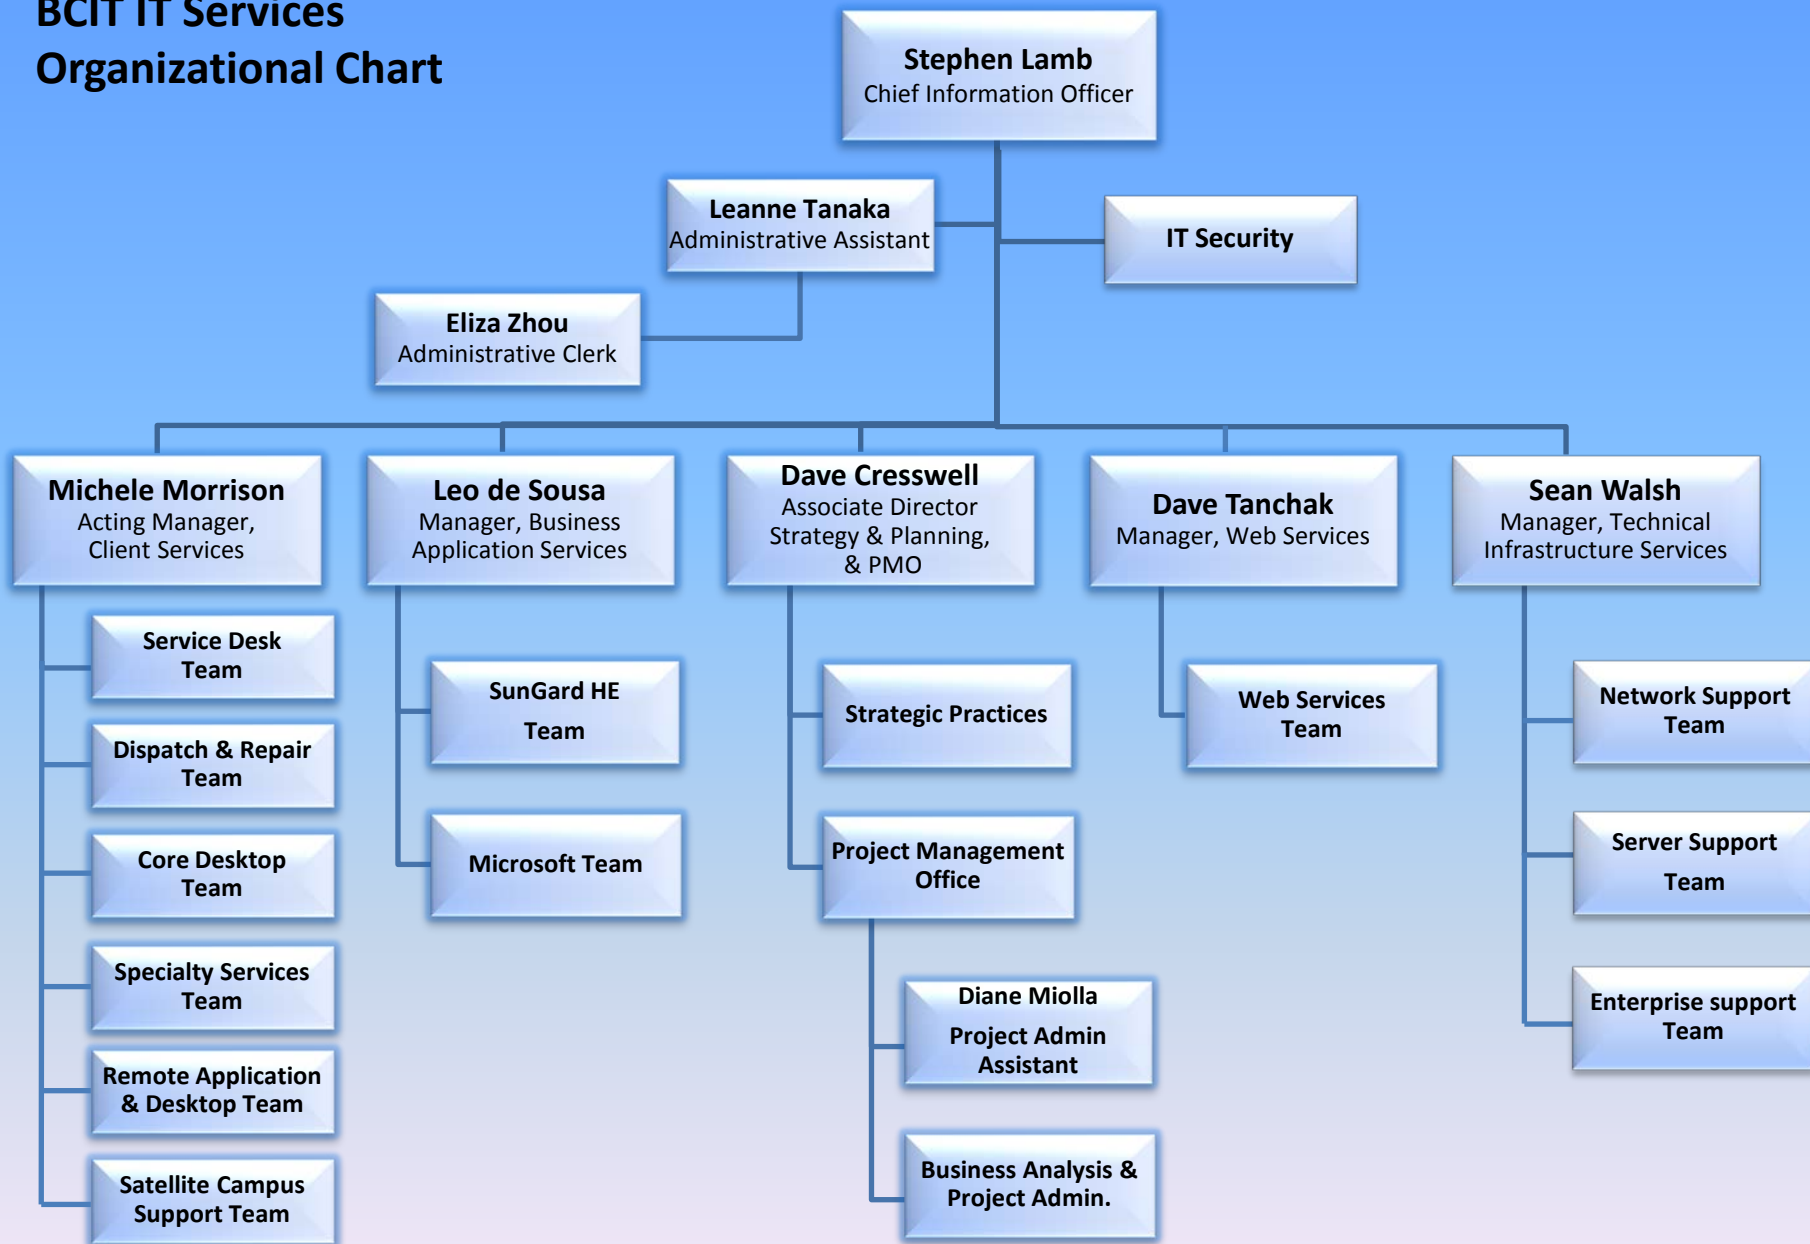 BCIT IT Services
Organizational Chart
Stephen Lamb
Chief Information Officer
Leanne Tanaka
Administrative Assistant
IT Security
Eliza Zhou
Administrative Clerk
Michele Morrison
Acting Manager,
Client Services
Leo de Sousa
Manager, Business
Application Services
Dave Cresswell
Associate Director
Strategy & Planning,
& PMO
Dave Tanchak
Manager, Web Services
Sean Walsh
Manager, Technical
Infrastructure Services
Service Desk
Team
Dispatch & Repair
Team
Core Desktop
Team
Specialty Services
Team
Remote Application
& Desktop Team
Satellite Campus
Support Team
SunGard HE
Team
Microsoft Team
Strategic Practices
Project Management
Office
Diane Miolla
Project Admin
Assistant
Business Analysis &
Project Admin.
Web Services
Team
Network Support
Team
Server Support
Team
Enterprise support
Team